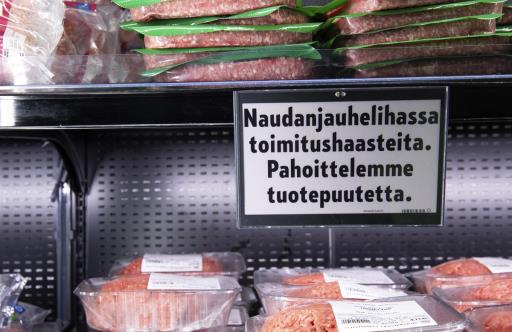 Naudanjauhelihassa
toimitushaasteita.
Pahoittelemme
tuotepuutetta.